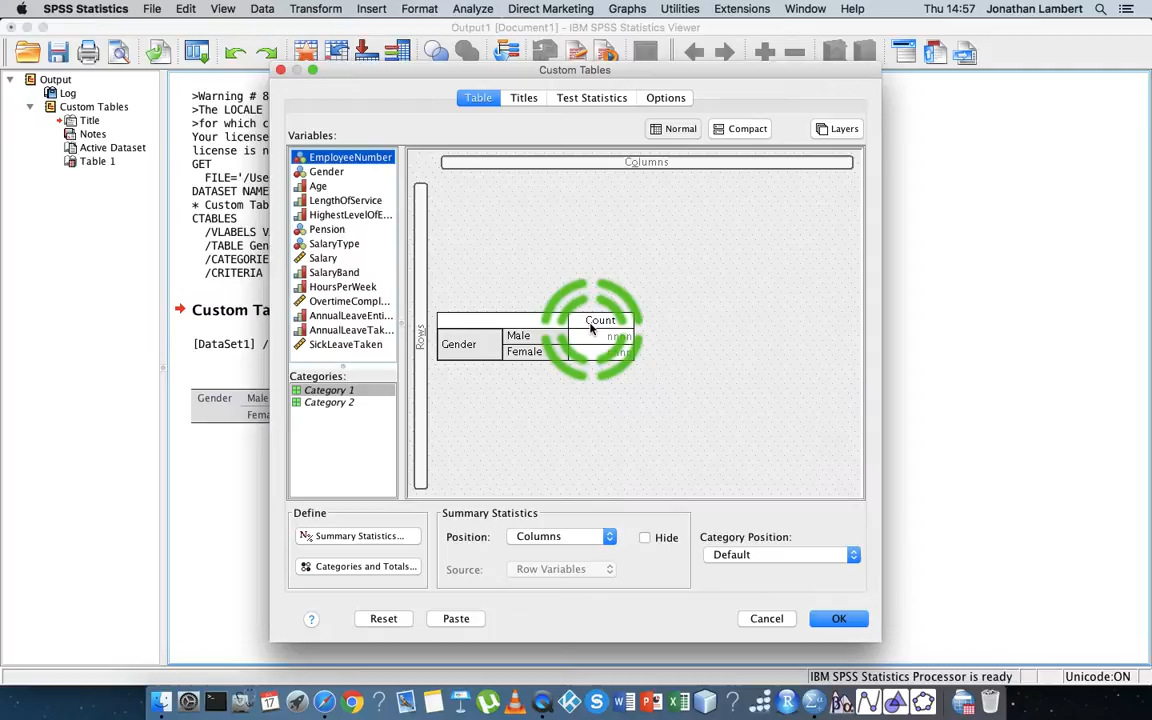 SPSS Statistics File Edit View Data Transform Insert Format Analyze Direct Marketing Graphs Utilities Extensions Window Help Thu 14:57 Jonathan Lambert
Output1 [Document1] - IBM SPSS Statistics Viewer
Output
Log
Custom Tables
Title
Notes
Active Dataset
Table 1
>Warning # 8
>The LOCALE
>for which c
Your license
license is n
GET
FILE='/Use
DATASET NAME
* Custom Tab
CTABLES
/VLABELS V
/TABLE Gen
/CATEGORIE
/CRITERIA
Custom Ta
[DataSet1] /
Gender Male
Fema
Custom Tables
Table Titles Test Statistics Options
Variables:
Normal Compact Layers
EmployeeNumber
Gender
Age
LengthOfService
HighestLevelOfE...
Pension
SalaryType
Salary
SalaryBand
HoursPerWeek
OvertimeCompl...
AnnualLeaveEnti...
AnnualLeaveTak...
SickLeaveTaken
Categories:
Category 1
Category 2
Columns
Rows
Count
Gender Male nnnn
Female nnnn
Define
N% Summary Statistics...
Categories and Totals...
Summary Statistics
Position: Columns Hide
Source: Row Variables
Category Position:
Default
? Reset Paste Cancel OK
IBM SPSS Statistics Processor is ready Unicode:ON